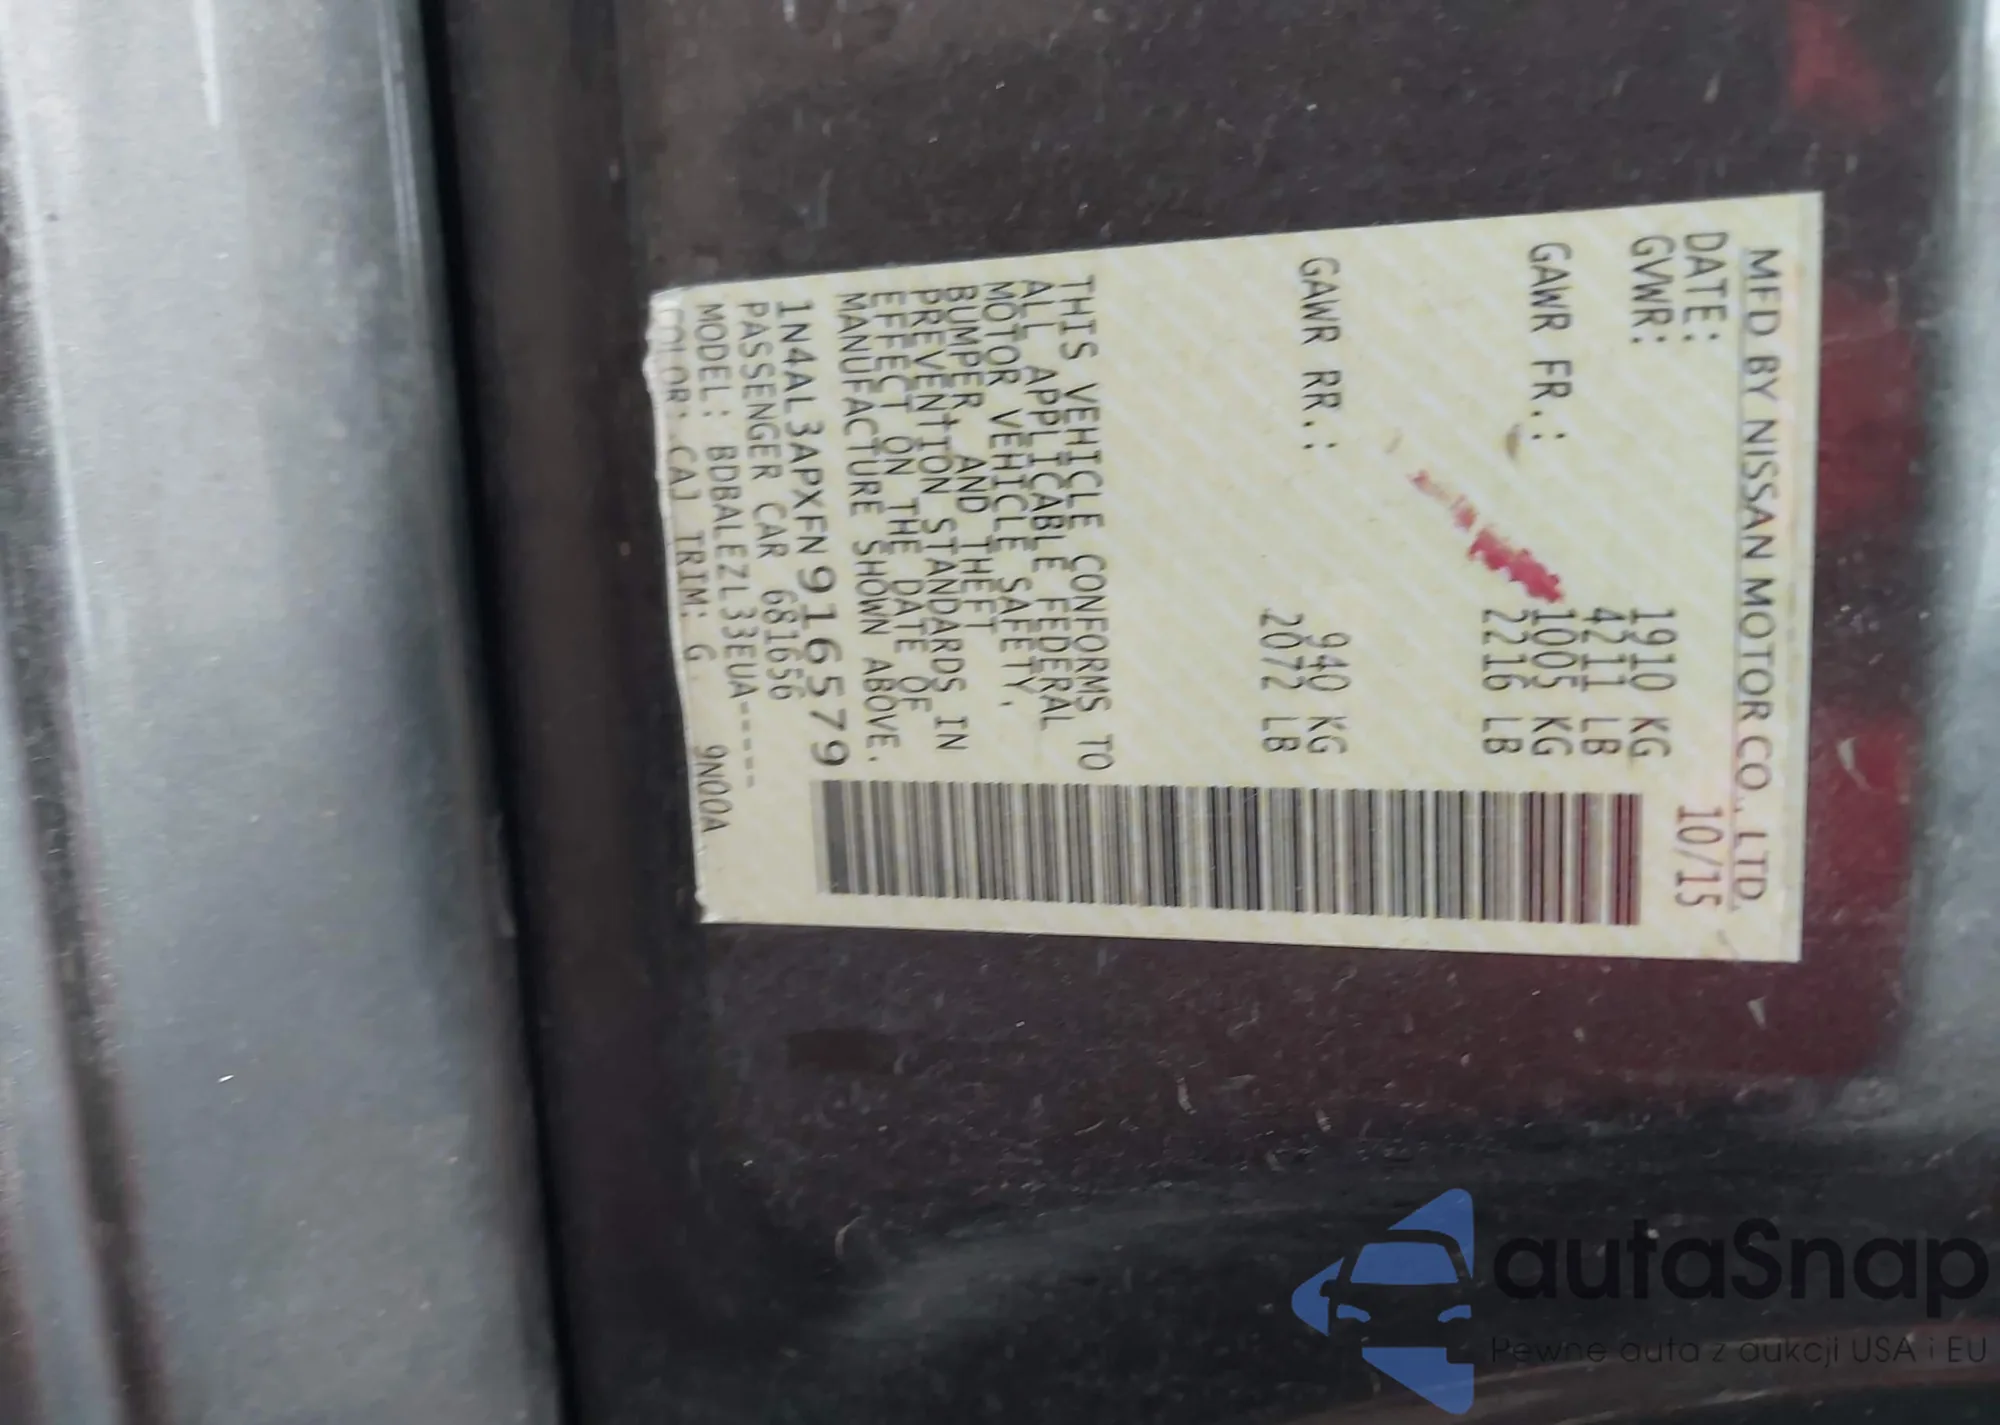 MFD BY NISSAN MOTOR CO., LTD.
DATE: 10/15
GVWR: 1910 KG
4211 LB
GAWR FR.: 1005 KG
2216 LB
GAWR RR.: 940 KG
2072 LB
THIS VEHICLE CONFORMS TO
ALL APPLICABLE FEDERAL
MOTOR VEHICLE SAFETY,
BUMPER, AND THEFT
PREVENTION STANDARDS IN
EFFECT ON THE DATE OF
MANUFACTURE SHOWN ABOVE.
1N4AL3APXFN916579
PASSENGER CAR 681656
MODEL: BDBALEZL33EUA-----
COLOR: CAJ TRIM: G 9N00A
autaSnap
Pewne auta z aukcji USA i EU